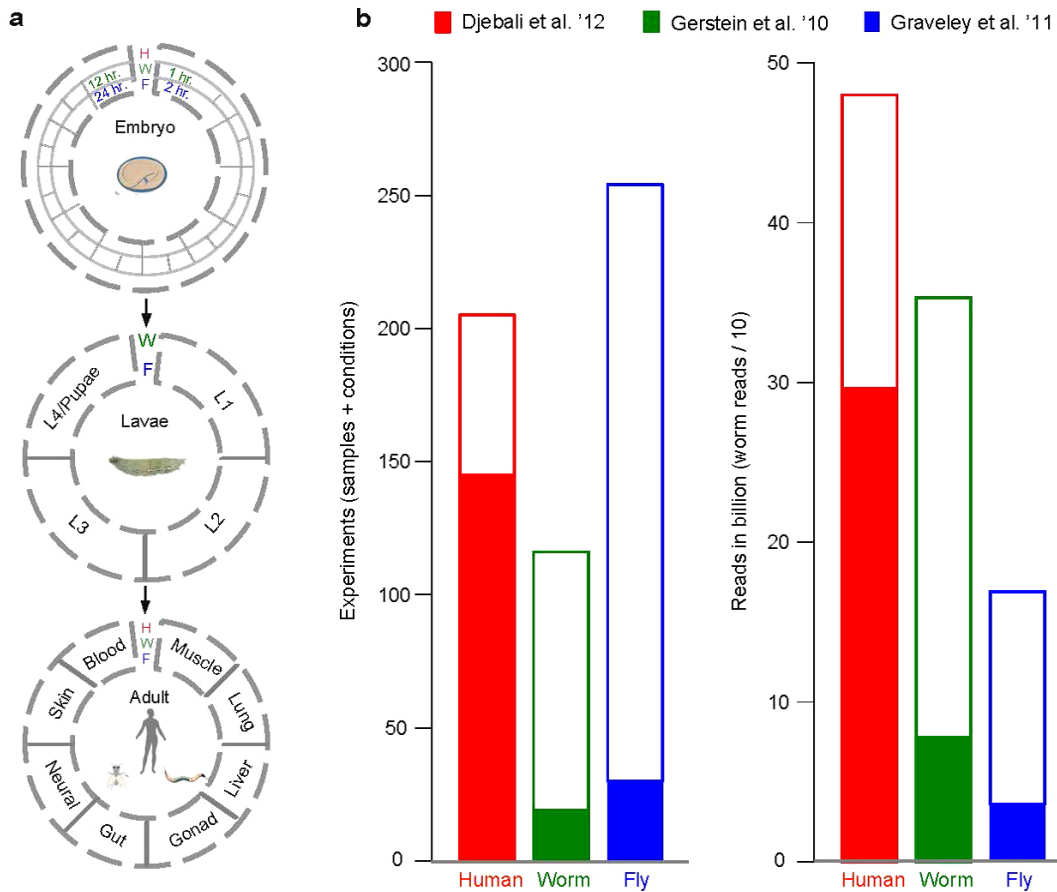 a
H
W
F
12 hr.
1 hr.
24 hr.
2 hr.
Embryo
W
F
L4/Pupae
L1
Lavae
L3
L2
H
W
F
Blood
Muscle
Skin
Lung
Adult
Neural
Liver
Gut
Gonad
b
Djebali et al. ’12
Gerstein et al. ’10
Graveley et al. ’11
Experiments (samples + conditions)
300
250
200
150
100
50
0
Human
Worm
Fly
Reads in billion (worm reads / 10)
50
40
30
20
10
0
Human
Worm
Fly